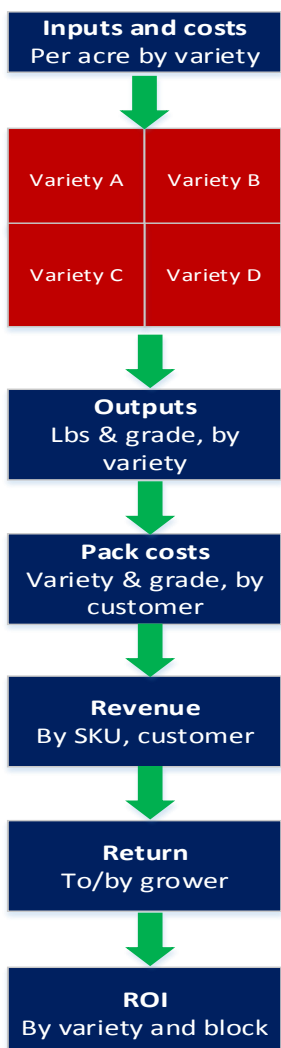 Inputs and costs
Per acre by variety
Variety A
Variety B
Variety C
Variety D
Outputs
Lbs & grade, by
variety
Pack costs
Variety & grade, by
customer
Revenue
By SKU, customer
Return
To/by grower
ROI
By variety and block